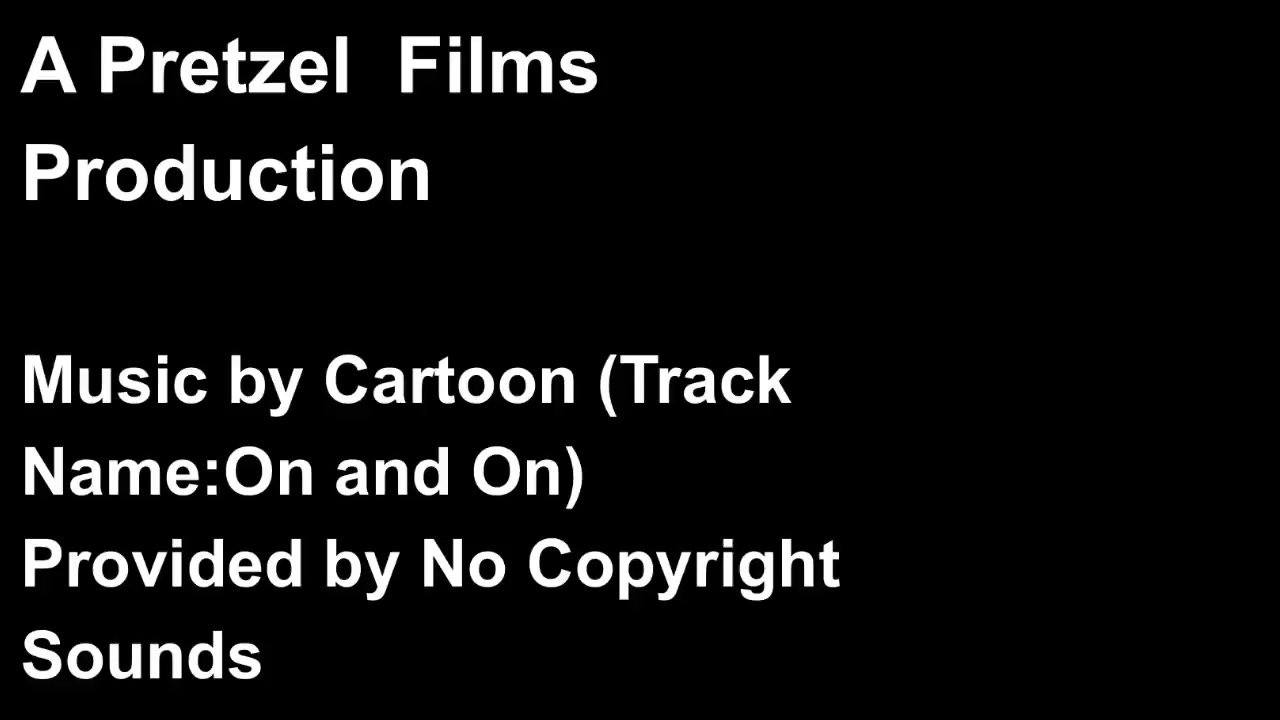 A Pretzel  Films
Production
Music by Cartoon (Track
Name:On and On)
Provided by No Copyright
Sounds